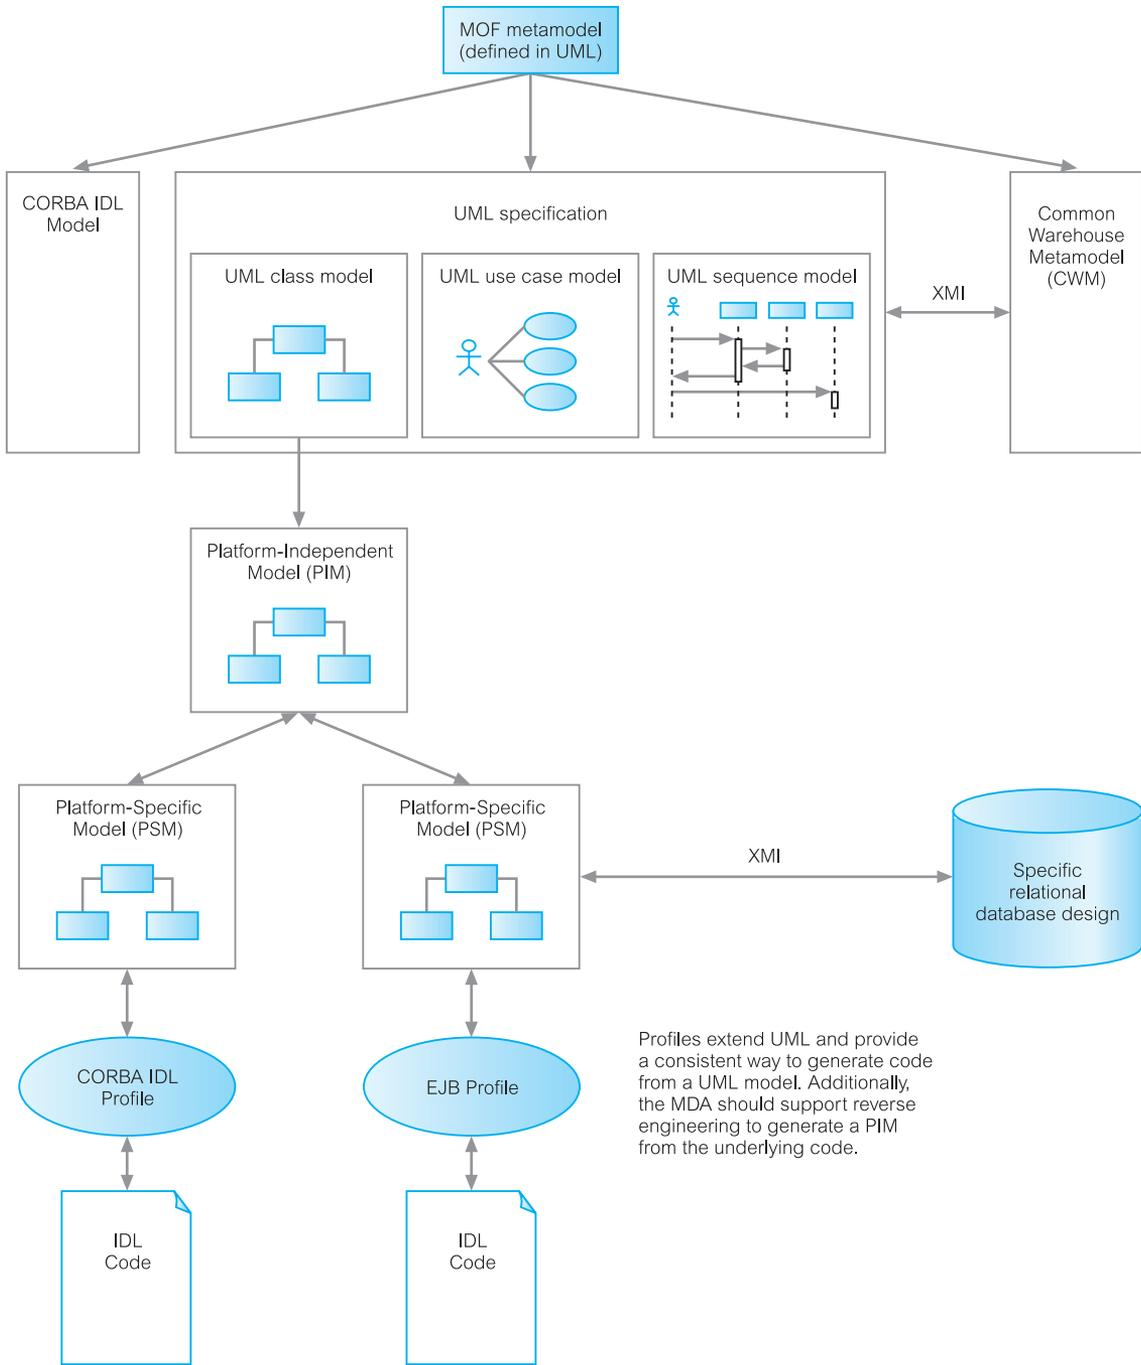 MOF metamodel
(defined in UML)
CORBA IDL
Model
UML specification
Common
Warehouse
Metamodel
(CWM)
UML class model
UML use case model
UML sequence model
XMI
Platform-Independent
Model (PIM)
Platform-Specific
Model (PSM)
Platform-Specific
Model (PSM)
XMI
Specific
relational
database design
CORBA IDL
Profile
EJB Profile
Profiles extend UML and provide
a consistent way to generate code
from a UML model. Additionally,
the MDA should support reverse
engineering to generate a PIM
from the underlying code.
IDL
Code
IDL
Code